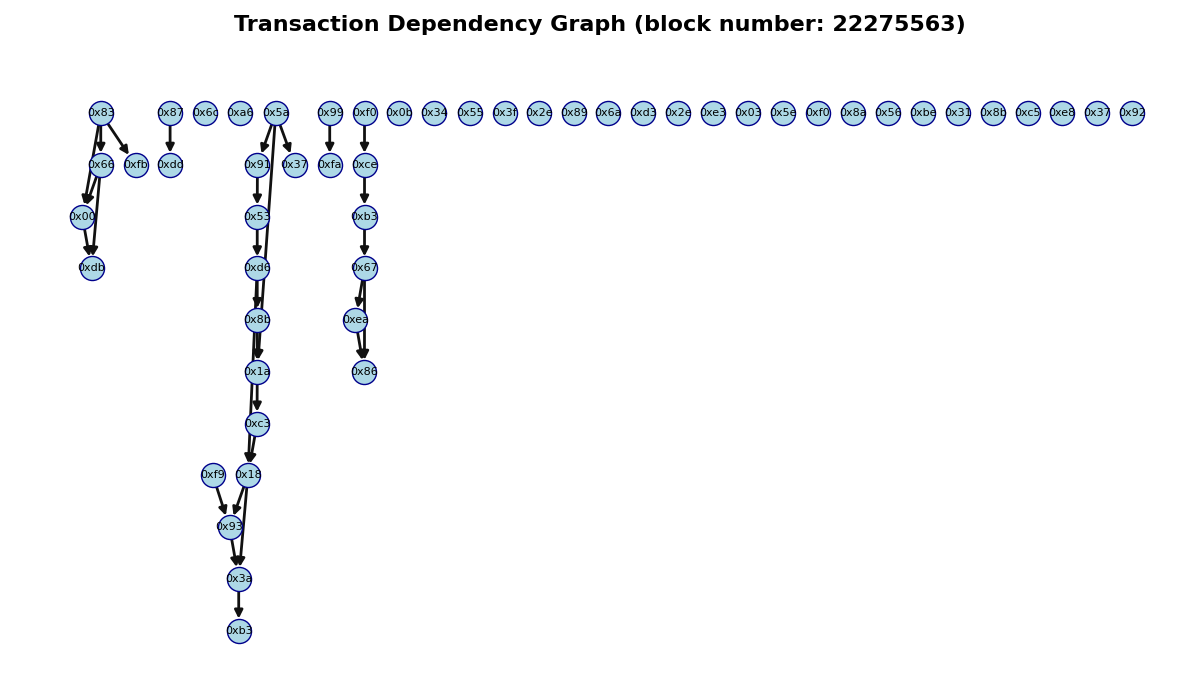 Transaction Dependency Graph (block number: 22275563)
0x83 0x87 0x6c 0xa6 0x5a 0x99 0xf0 0x0b 0x34 0x55 0x3f 0x2e 0x89 0x6a 0xd3 0x2e 0xe3 0x03 0x5e 0xf0 0x8a 0x56 0xbe 0x31 0x8b 0xc5 0xe8 0x37 0x92
0x66 0xfb 0xdd 0x91 0x37 0xfa 0xce
0x00 0x53 0xb3
0xdb 0xd6 0x67
0x8b 0xea
0x1a 0x86
0xc3
0xf9 0x18
0x93
0x3a
0xb3